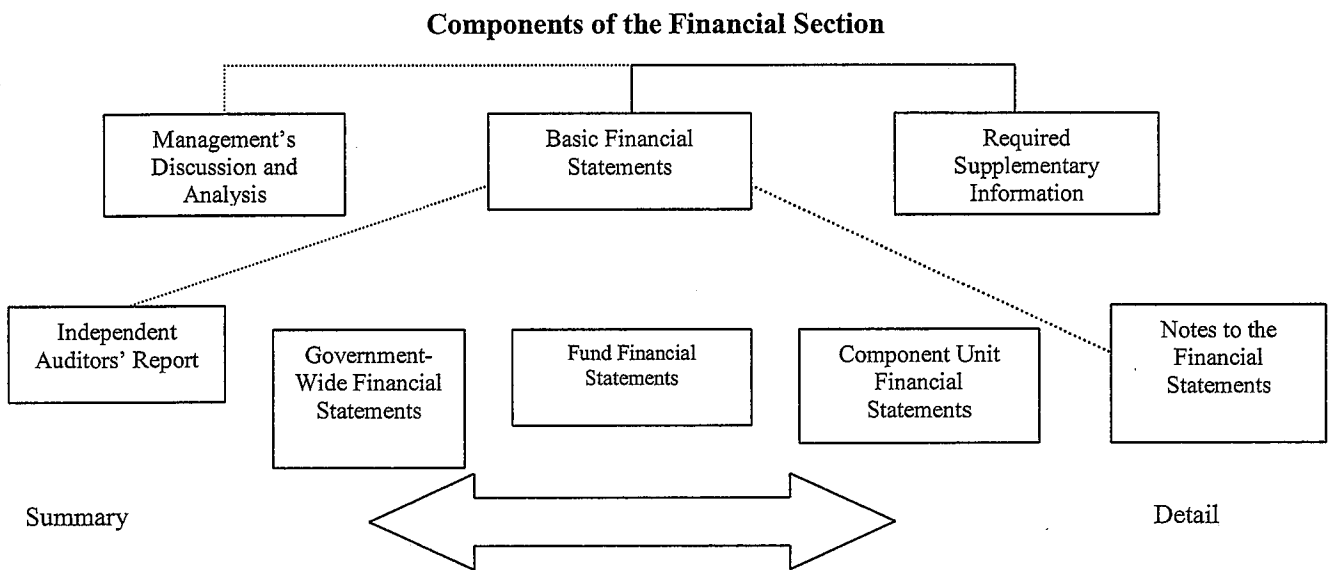 Components of the Financial Section
Management's
Discussion and
Analysis
Basic Financial
Statements
Required
Supplementary
Information
Independent
Auditors' Report
Government-
Wide Financial
Statements
Fund Financial
Statements
Component Unit
Financial
Statements
Notes to the
Financial
Statements
Summary
Detail